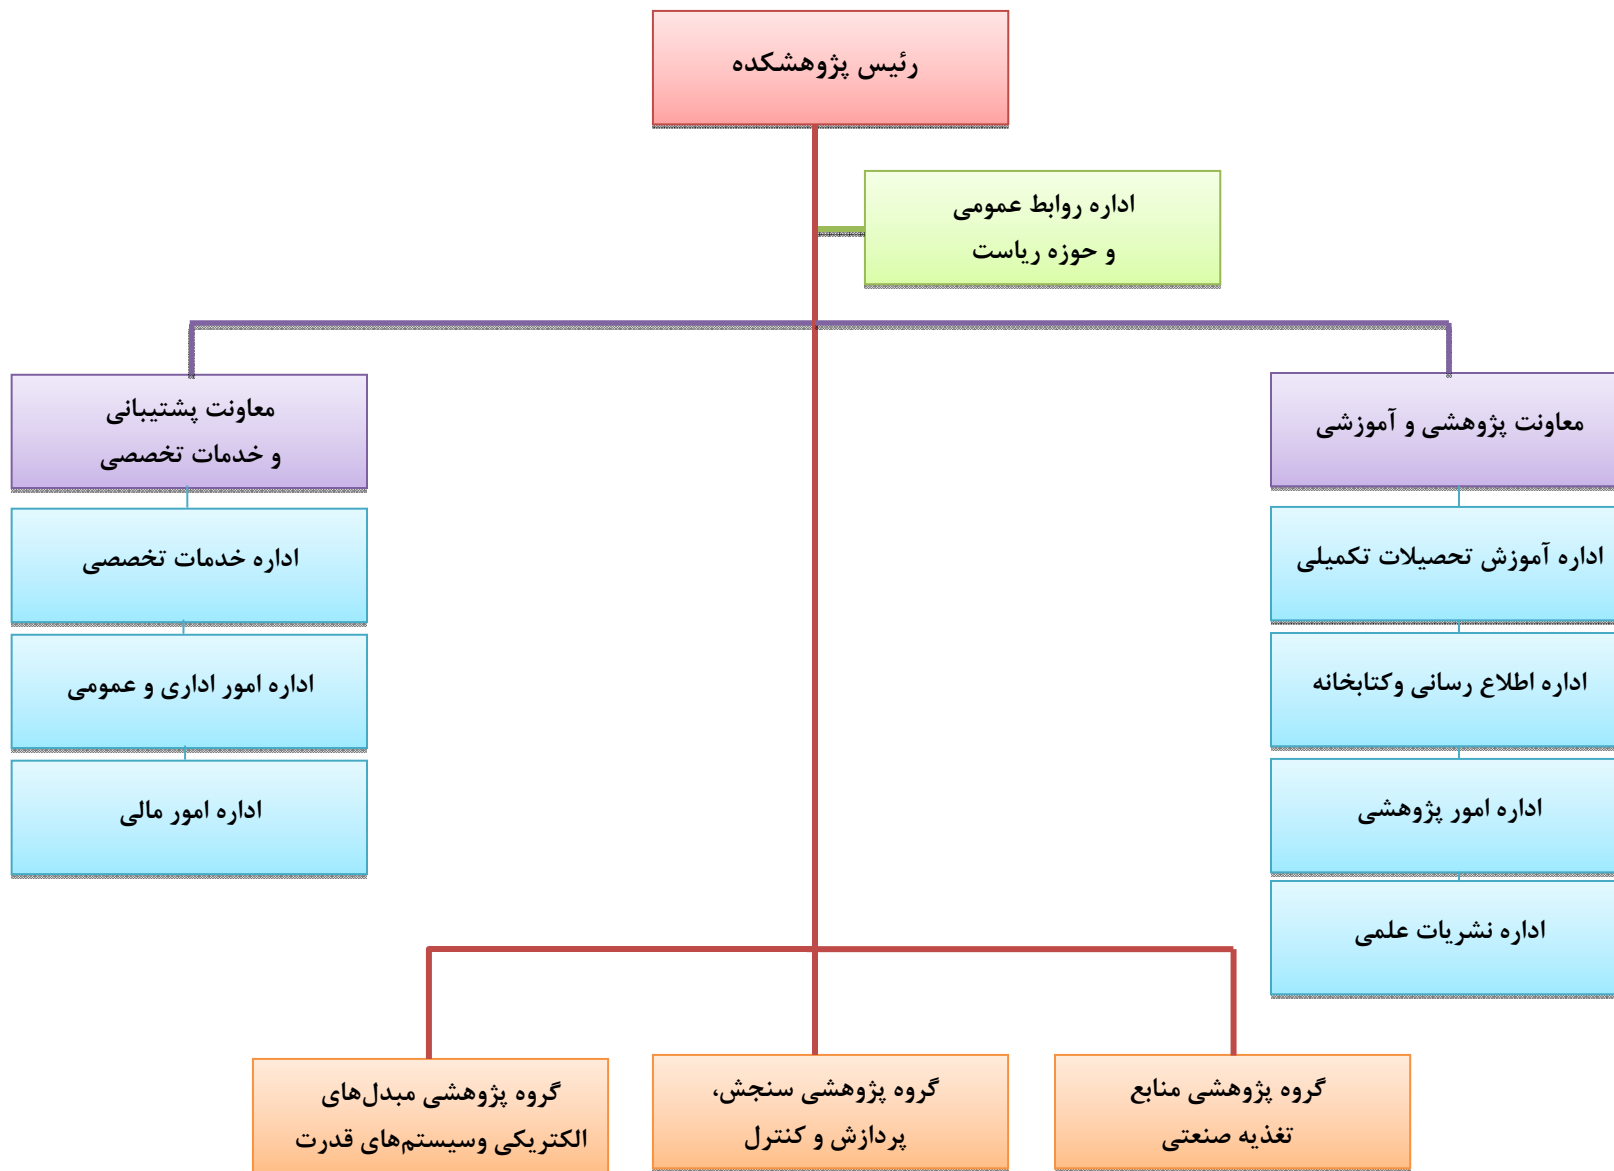 رئیس پژوهشکده
اداره روابط عمومی
و حوزه ریاست
معاونت پژوهشی و آموزشی
اداره آموزش تحصیلات تکمیلی
اداره اطلاع رسانی وکتابخانه
اداره امور پژوهشی
اداره نشریات علمی
معاونت پشتیبانی
و خدمات تخصصی
اداره خدمات تخصصی
اداره امور اداری و عمومی
اداره امور مالی
گروه پژوهشی منابع
تغذیه صنعتی
گروه پژوهشی سنجش،
پردازش و کنترل
گروه پژوهشی مبدل‌های
الکتریکی وسیستم‌های قدرت